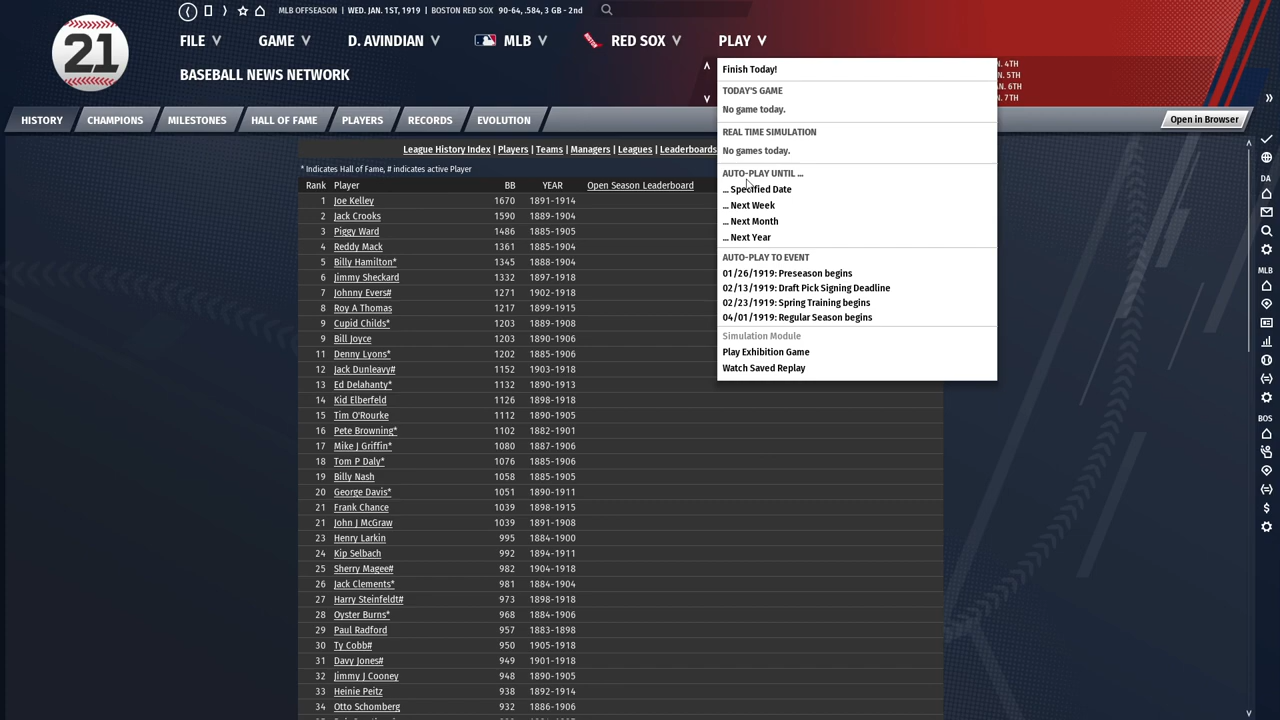 MLB OFFSEASON | WED. JAN. 1ST, 1919 | BOSTON RED SOX 90-64, .584, 3 GB - 2nd
21
FILE GAME D. AVINDIAN MLB RED SOX PLAY
BASEBALL NEWS NETWORK
N. 4TH
N. 5TH
N. 6TH
N. 7TH
Finish Today!
TODAY'S GAME
No game today.
REAL TIME SIMULATION
No games today.
AUTO-PLAY UNTIL ...
... Specified Date
... Next Week
... Next Month
... Next Year
AUTO-PLAY TO EVENT
01/26/1919: Preseason begins
02/13/1919: Draft Pick Signing Deadline
02/23/1919: Spring Training begins
04/01/1919: Regular Season begins
Simulation Module
Play Exhibition Game
Watch Saved Replay
HISTORY CHAMPIONS MILESTONES HALL OF FAME PLAYERS RECORDS EVOLUTION
Open in Browser
League History Index | Players | Teams | Managers | Leagues | Leaderboards
* Indicates Hall of Fame, # indicates active Player
Rank Player BB YEAR Open Season Leaderboard
1 Joe Kelley 1670 1891-1914
2 Jack Crooks 1590 1889-1904
3 Piggy Ward 1486 1885-1905
4 Reddy Mack 1361 1885-1904
5 Billy Hamilton* 1345 1888-1904
6 Jimmy Sheckard 1332 1897-1918
7 Johnny Evers# 1271 1902-1918
8 Roy A Thomas 1217 1899-1915
9 Cupid Childs* 1203 1889-1908
9 Bill Joyce 1203 1890-1906
11 Denny Lyons* 1202 1885-1906
12 Jack Dunleavy# 1152 1903-1918
13 Ed Delahanty* 1132 1890-1913
14 Kid Elberfeld 1126 1898-1918
15 Tim O'Rourke 1112 1890-1905
16 Pete Browning* 1102 1882-1901
17 Mike J Griffin* 1080 1887-1906
18 Tom P Daly* 1076 1885-1906
19 Billy Nash 1058 1885-1905
20 George Davis* 1051 1890-1911
21 Frank Chance 1039 1898-1915
21 John J McGraw 1039 1891-1908
23 Henry Larkin 995 1884-1900
24 Kip Selbach 992 1894-1911
25 Sherry Magee# 982 1904-1918
26 Jack Clements* 981 1884-1904
27 Harry Steinfeldt# 973 1898-1918
28 Oyster Burns* 968 1884-1906
29 Paul Radford 957 1883-1898
30 Ty Cobb# 950 1905-1918
31 Davy Jones# 949 1901-1918
32 Jimmy J Cooney 948 1890-1905
33 Heinie Peitz 938 1892-1914
34 Otto Schomberg 932 1886-1906
DA
MLB
BOS